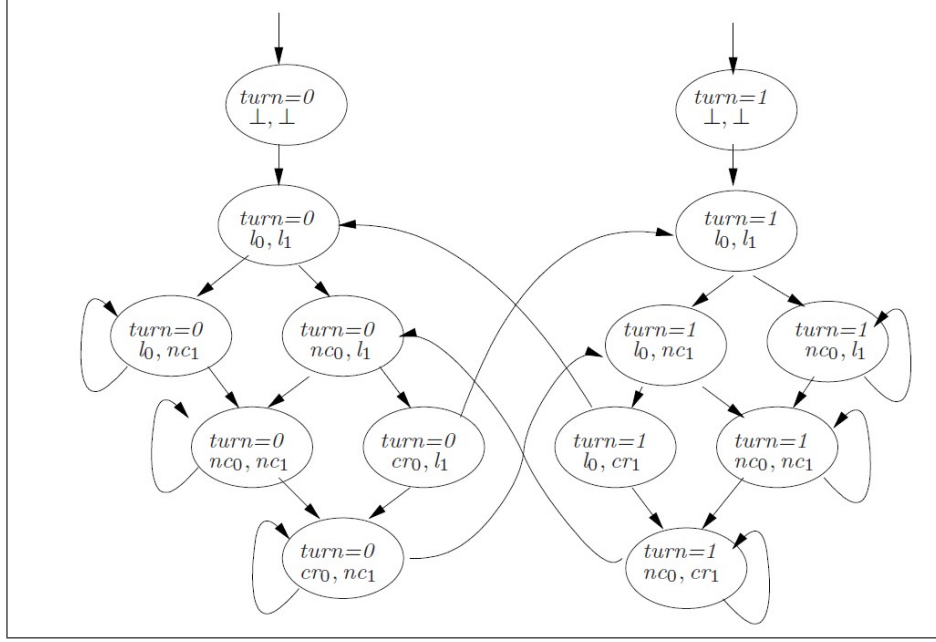 turn=0
⊥, ⊥
turn=1
⊥, ⊥
turn=0
l₀, l₁
turn=1
l₀, l₁
turn=0
l₀, nc₁
turn=0
nc₀, l₁
turn=1
l₀, nc₁
turn=1
nc₀, l₁
turn=0
nc₀, nc₁
turn=0
cr₀, l₁
turn=1
l₀, cr₁
turn=1
nc₀, nc₁
turn=0
cr₀, nc₁
turn=1
nc₀, cr₁